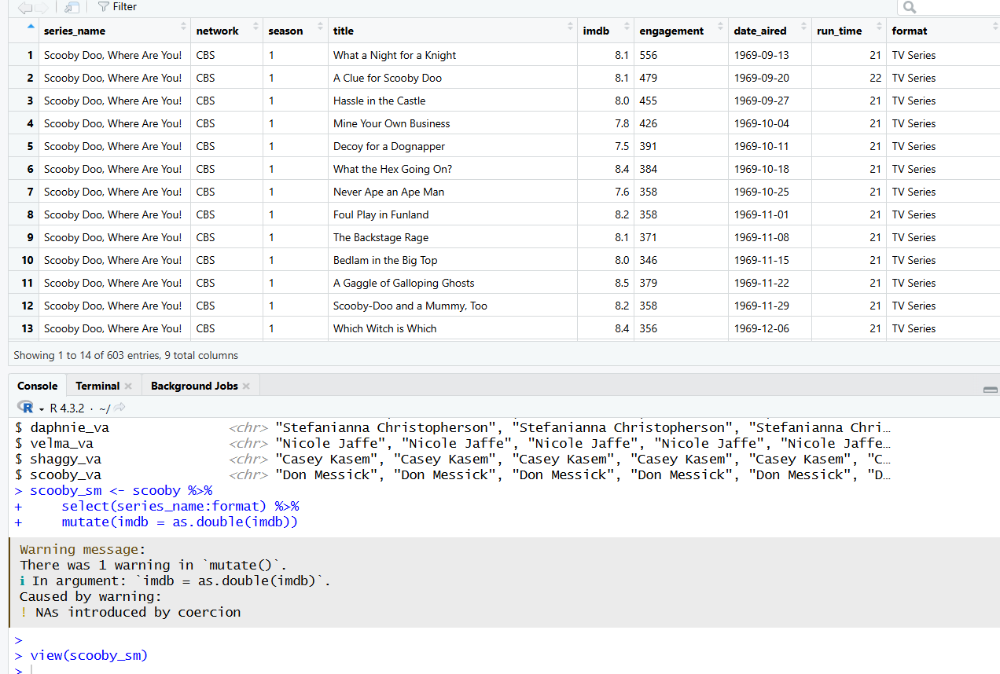 Filter
series_name network season title imdb engagement date_aired run_time format
1 Scooby Doo, Where Are You! CBS 1 What a Night for a Knight 8.1 556 1969-09-13 21 TV Series
2 Scooby Doo, Where Are You! CBS 1 A Clue for Scooby Doo 8.1 479 1969-09-20 22 TV Series
3 Scooby Doo, Where Are You! CBS 1 Hassle in the Castle 8.0 455 1969-09-27 21 TV Series
4 Scooby Doo, Where Are You! CBS 1 Mine Your Own Business 7.8 426 1969-10-04 21 TV Series
5 Scooby Doo, Where Are You! CBS 1 Decoy for a Dognapper 7.5 391 1969-10-11 21 TV Series
6 Scooby Doo, Where Are You! CBS 1 What the Hex Going On? 8.4 384 1969-10-18 21 TV Series
7 Scooby Doo, Where Are You! CBS 1 Never Ape an Ape Man 7.6 358 1969-10-25 21 TV Series
8 Scooby Doo, Where Are You! CBS 1 Foul Play in Funland 8.2 358 1969-11-01 21 TV Series
9 Scooby Doo, Where Are You! CBS 1 The Backstage Rage 8.1 371 1969-11-08 21 TV Series
10 Scooby Doo, Where Are You! CBS 1 Bedlam in the Big Top 8.0 346 1969-11-15 21 TV Series
11 Scooby Doo, Where Are You! CBS 1 A Gaggle of Galloping Ghosts 8.5 379 1969-11-22 21 TV Series
12 Scooby Doo, Where Are You! CBS 1 Scooby-Doo and a Mummy, Too 8.2 358 1969-11-29 21 TV Series
13 Scooby Doo, Where Are You! CBS 1 Which Witch is Which 8.4 356 1969-12-06 21 TV Series
Showing 1 to 14 of 603 entries, 9 total columns
Console Terminal Background Jobs
R R 4.3.2 · ~/
$ daphnie_va <chr> "Stefanianna Christopherson", "Stefanianna Christopherson", "Stefanianna Chri…
$ velma_va <chr> "Nicole Jaffe", "Nicole Jaffe", "Nicole Jaffe", "Nicole Jaffe", "Nicole Jaffe…
$ shaggy_va <chr> "Casey Kasem", "Casey Kasem", "Casey Kasem", "Casey Kasem", "Casey Kasem", "C…
$ scooby_va <chr> "Don Messick", "Don Messick", "Don Messick", "Don Messick", "Don Messick", "D…
> scooby_sm <- scooby %>%
+ select(series_name:format) %>%
+ mutate(imdb = as.double(imdb))
Warning message:
There was 1 warning in `mutate()`.
ℹ In argument: `imdb = as.double(imdb)`.
Caused by warning:
! NAs introduced by coercion
>
> view(scooby_sm)
>